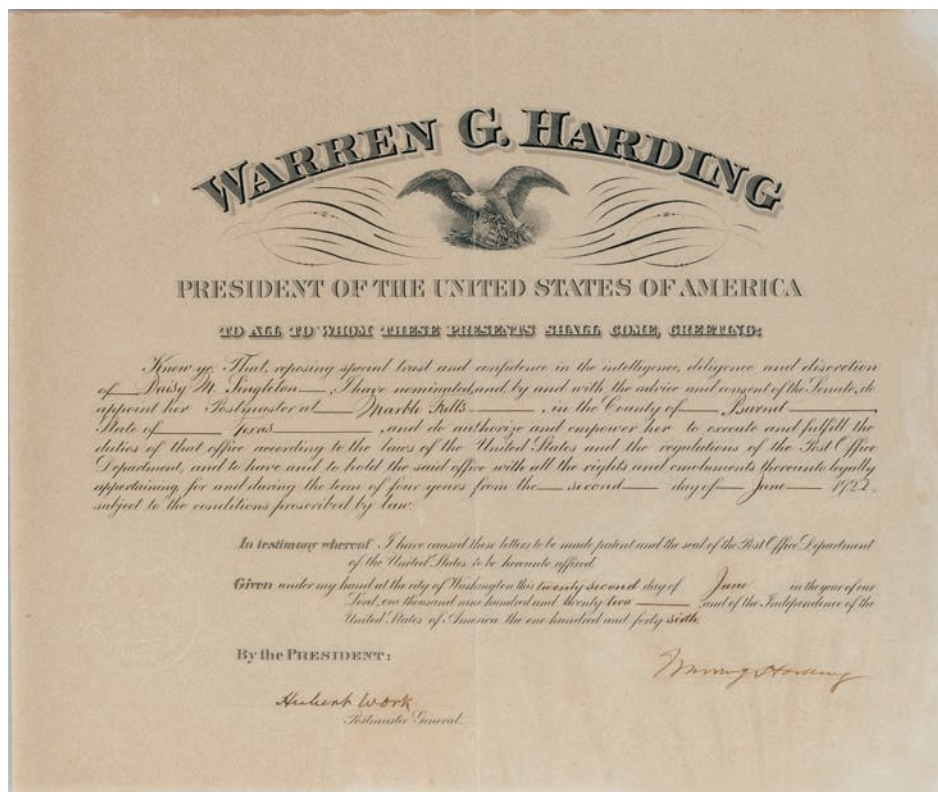 WARREN G. HARDING
PRESIDENT OF THE UNITED STATES OF AMERICA
TO ALL TO WHOM THESE PRESENTS SHALL COME, GREETING:
Know ye, That, reposing special trust and confidence in the intelligence, diligence and discretion
of Daisy M. Singleton, I have nominated, and, by and with the advice and consent of the Senate, do
appoint her Postmaster at Marble Falls, in the County of Burnet,
State of Texas, and do authorize and empower her to execute and fulfill the
duties of that office according to the laws of the United States and the regulations of the Post Office
Department, and to have and to hold the said office with all the rights and emoluments thereunto legally
appertaining, for and during the term of four years from the second day of June 1922,
subject to the conditions prescribed by law.
In testimony whereof I have caused these letters to be made patent and the seal of the Post Office Department
of the United States to be hereunto affixed.
Given under my hand at the city of Washington this twenty second day of June in the year of our
Lord one thousand nine hundred and twenty two, and of the Independence of the
United States of America the one hundred and forty sixth.
By the PRESIDENT:
Warren G Harding
Hubert Work
Postmaster General.